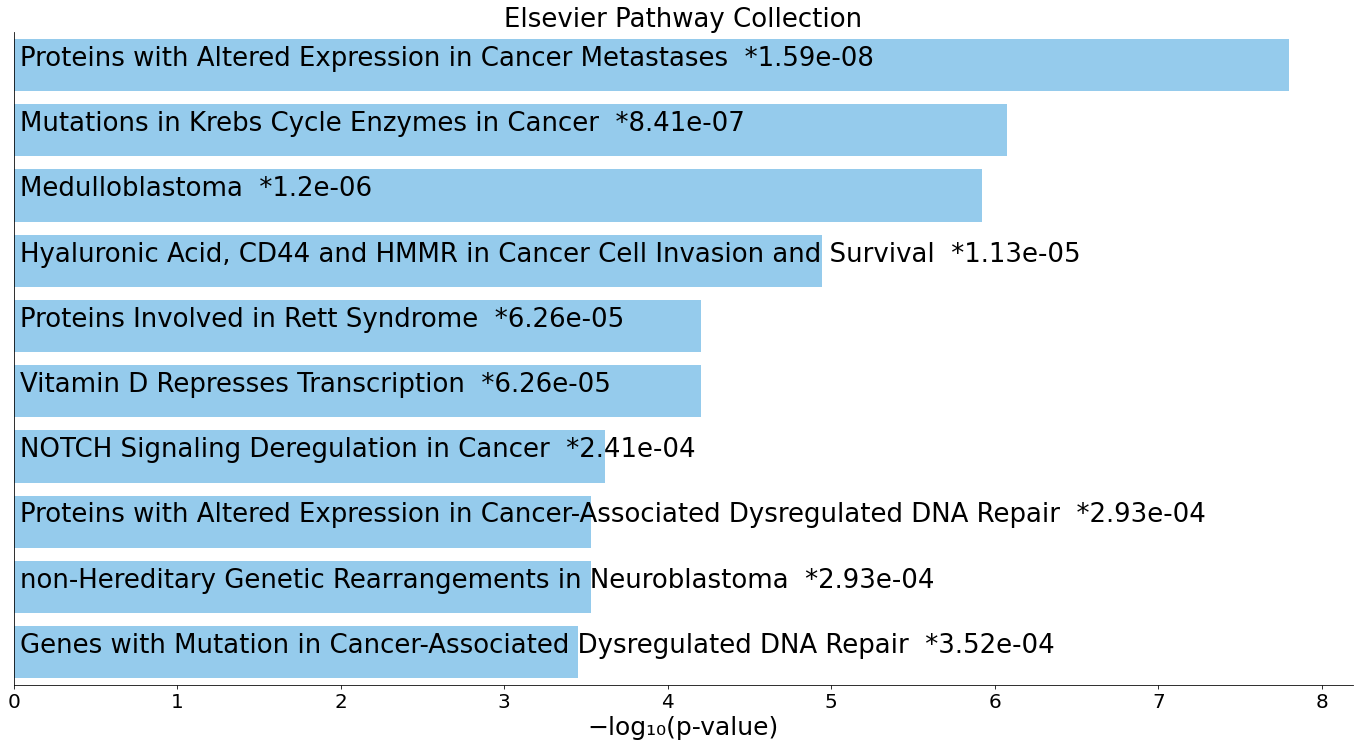 Elsevier Pathway Collection
Proteins with Altered Expression in Cancer Metastases  *1.59e-08
Mutations in Krebs Cycle Enzymes in Cancer  *8.41e-07
Medulloblastoma  *1.2e-06
Hyaluronic Acid, CD44 and HMMR in Cancer Cell Invasion and Survival  *1.13e-05
Proteins Involved in Rett Syndrome  *6.26e-05
Vitamin D Represses Transcription  *6.26e-05
NOTCH Signaling Deregulation in Cancer  *2.41e-04
Proteins with Altered Expression in Cancer-Associated Dysregulated DNA Repair  *2.93e-04
non-Hereditary Genetic Rearrangements in Neuroblastoma  *2.93e-04
Genes with Mutation in Cancer-Associated Dysregulated DNA Repair  *3.52e-04
0 1 2 3 4 5 6 7 8
−log₁₀(p-value)